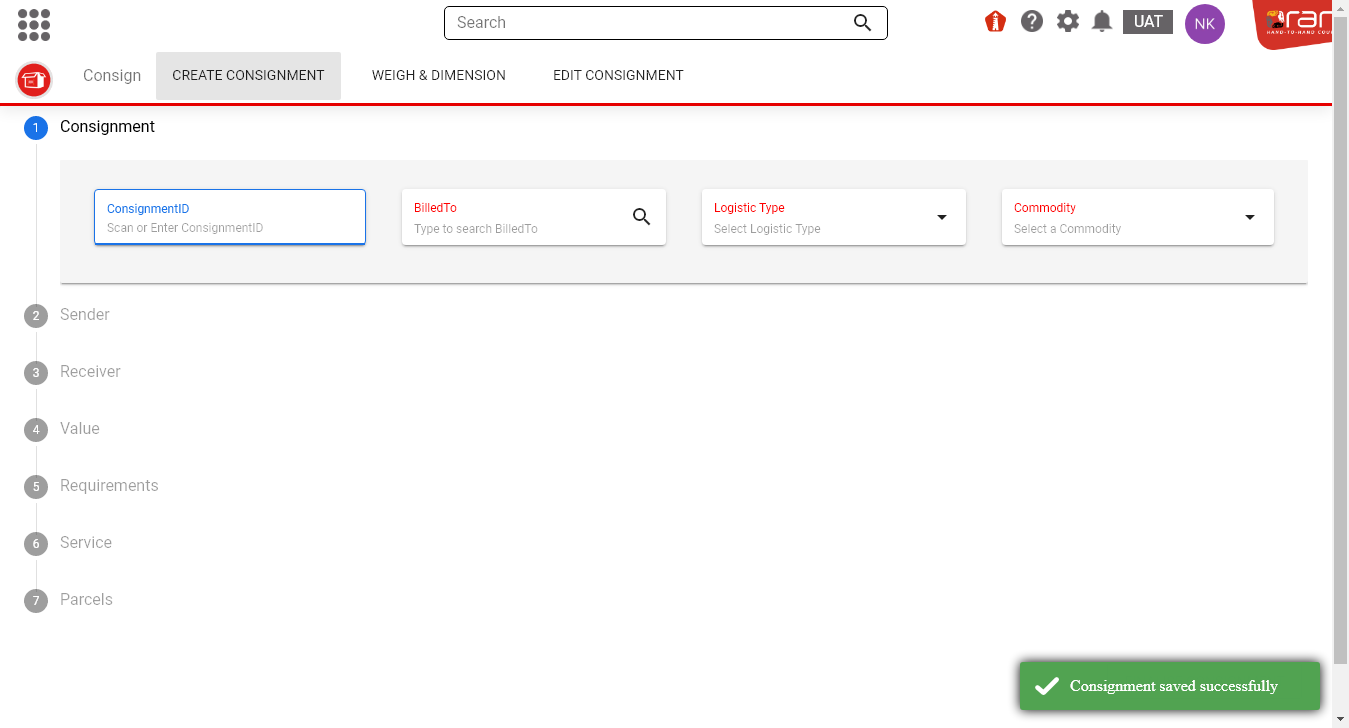 Search
UAT
NK
HAND-TO-HAND
Consign
CREATE CONSIGNMENT
WEIGH & DIMENSION
EDIT CONSIGNMENT
1
Consignment
ConsignmentID
Scan or Enter ConsignmentID
BilledTo
Type to search BilledTo
Logistic Type
Select Logistic Type
Commodity
Select a Commodity
2
Sender
3
Receiver
4
Value
5
Requirements
6
Service
7
Parcels
Consignment saved successfully